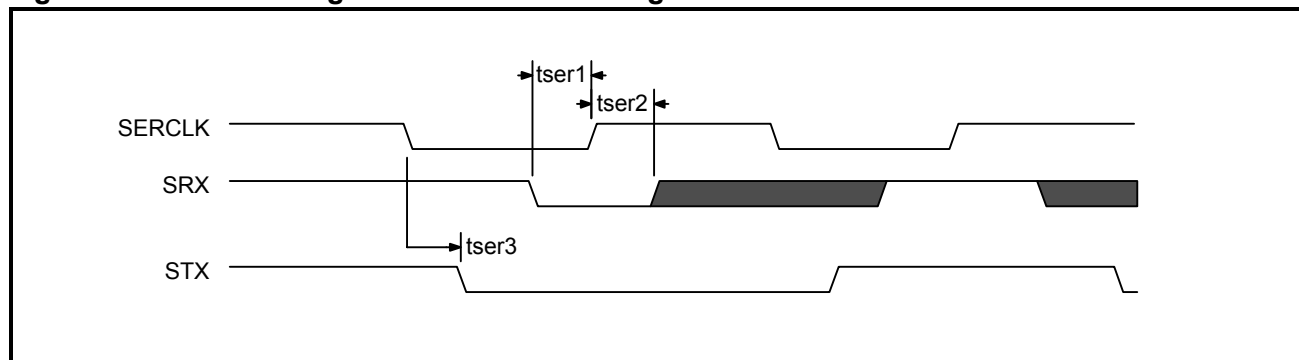 tser1
tser2
SERCLK
SRX
tser3
STX